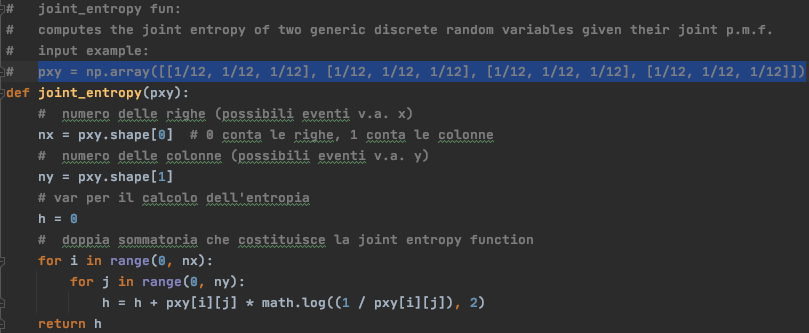 #   joint_entropy fun:
#   computes the joint entropy of two generic discrete random variables given their joint p.m.f.
#   input example:
#   pxy = np.array([[1/12, 1/12, 1/12], [1/12, 1/12, 1/12], [1/12, 1/12, 1/12], [1/12, 1/12, 1/12]])
def joint_entropy(pxy):
    #  numero delle righe (possibili eventi v.a. x)
    nx = pxy.shape[0]  # 0 conta le righe, 1 conta le colonne
    #  numero delle colonne (possibili eventi v.a. y)
    ny = pxy.shape[1]
    # var per il calcolo dell'entropia
    h = 0
    #  doppia sommatoria che costituisce la joint entropy function
    for i in range(0, nx):
        for j in range(0, ny):
            h = h + pxy[i][j] * math.log((1 / pxy[i][j]), 2)
    return h